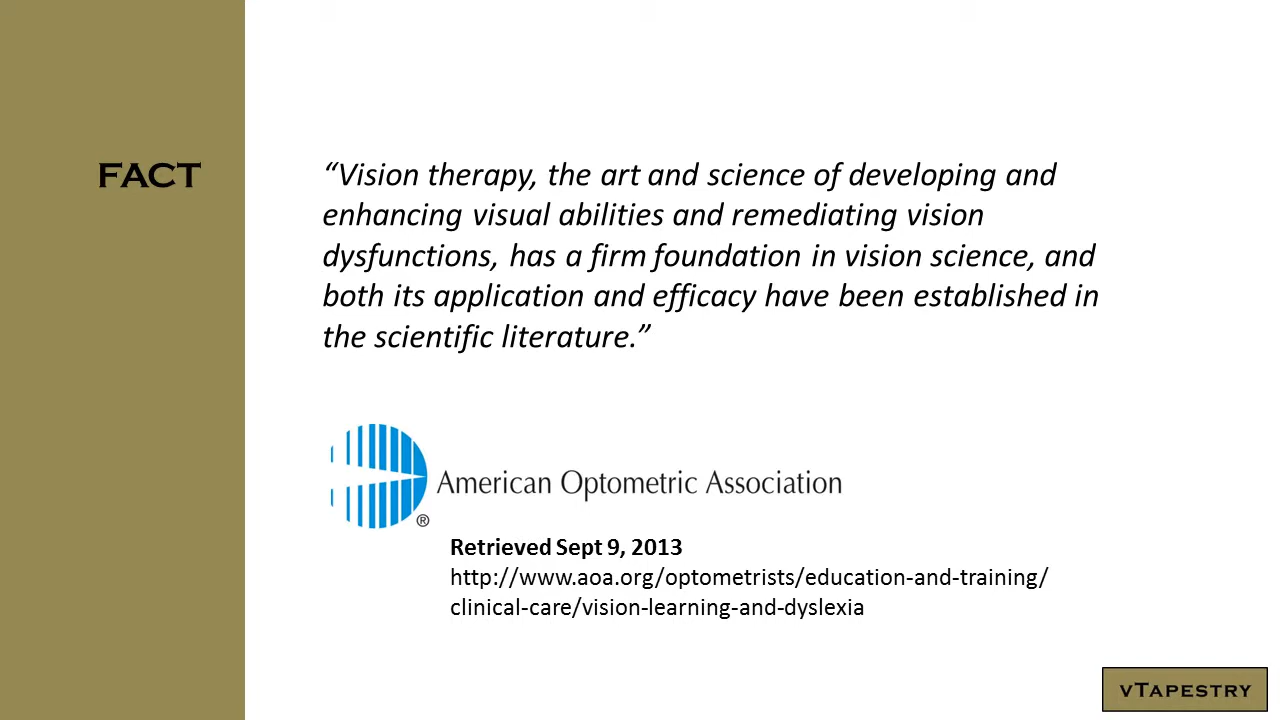 FACT
“Vision therapy, the art and science of developing and
enhancing visual abilities and remediating vision
dysfunctions, has a firm foundation in vision science, and
both its application and efficacy have been established in
the scientific literature.”
American Optometric Association
®
Retrieved Sept 9, 2013
http://www.aoa.org/optometrists/education-and-training/
clinical-care/vision-learning-and-dyslexia
vTapestry